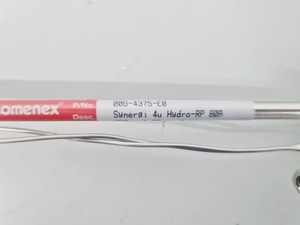 omenex P/No. 00G-4375-E0
Desc. Synergi 4u Hydro-RP 80A